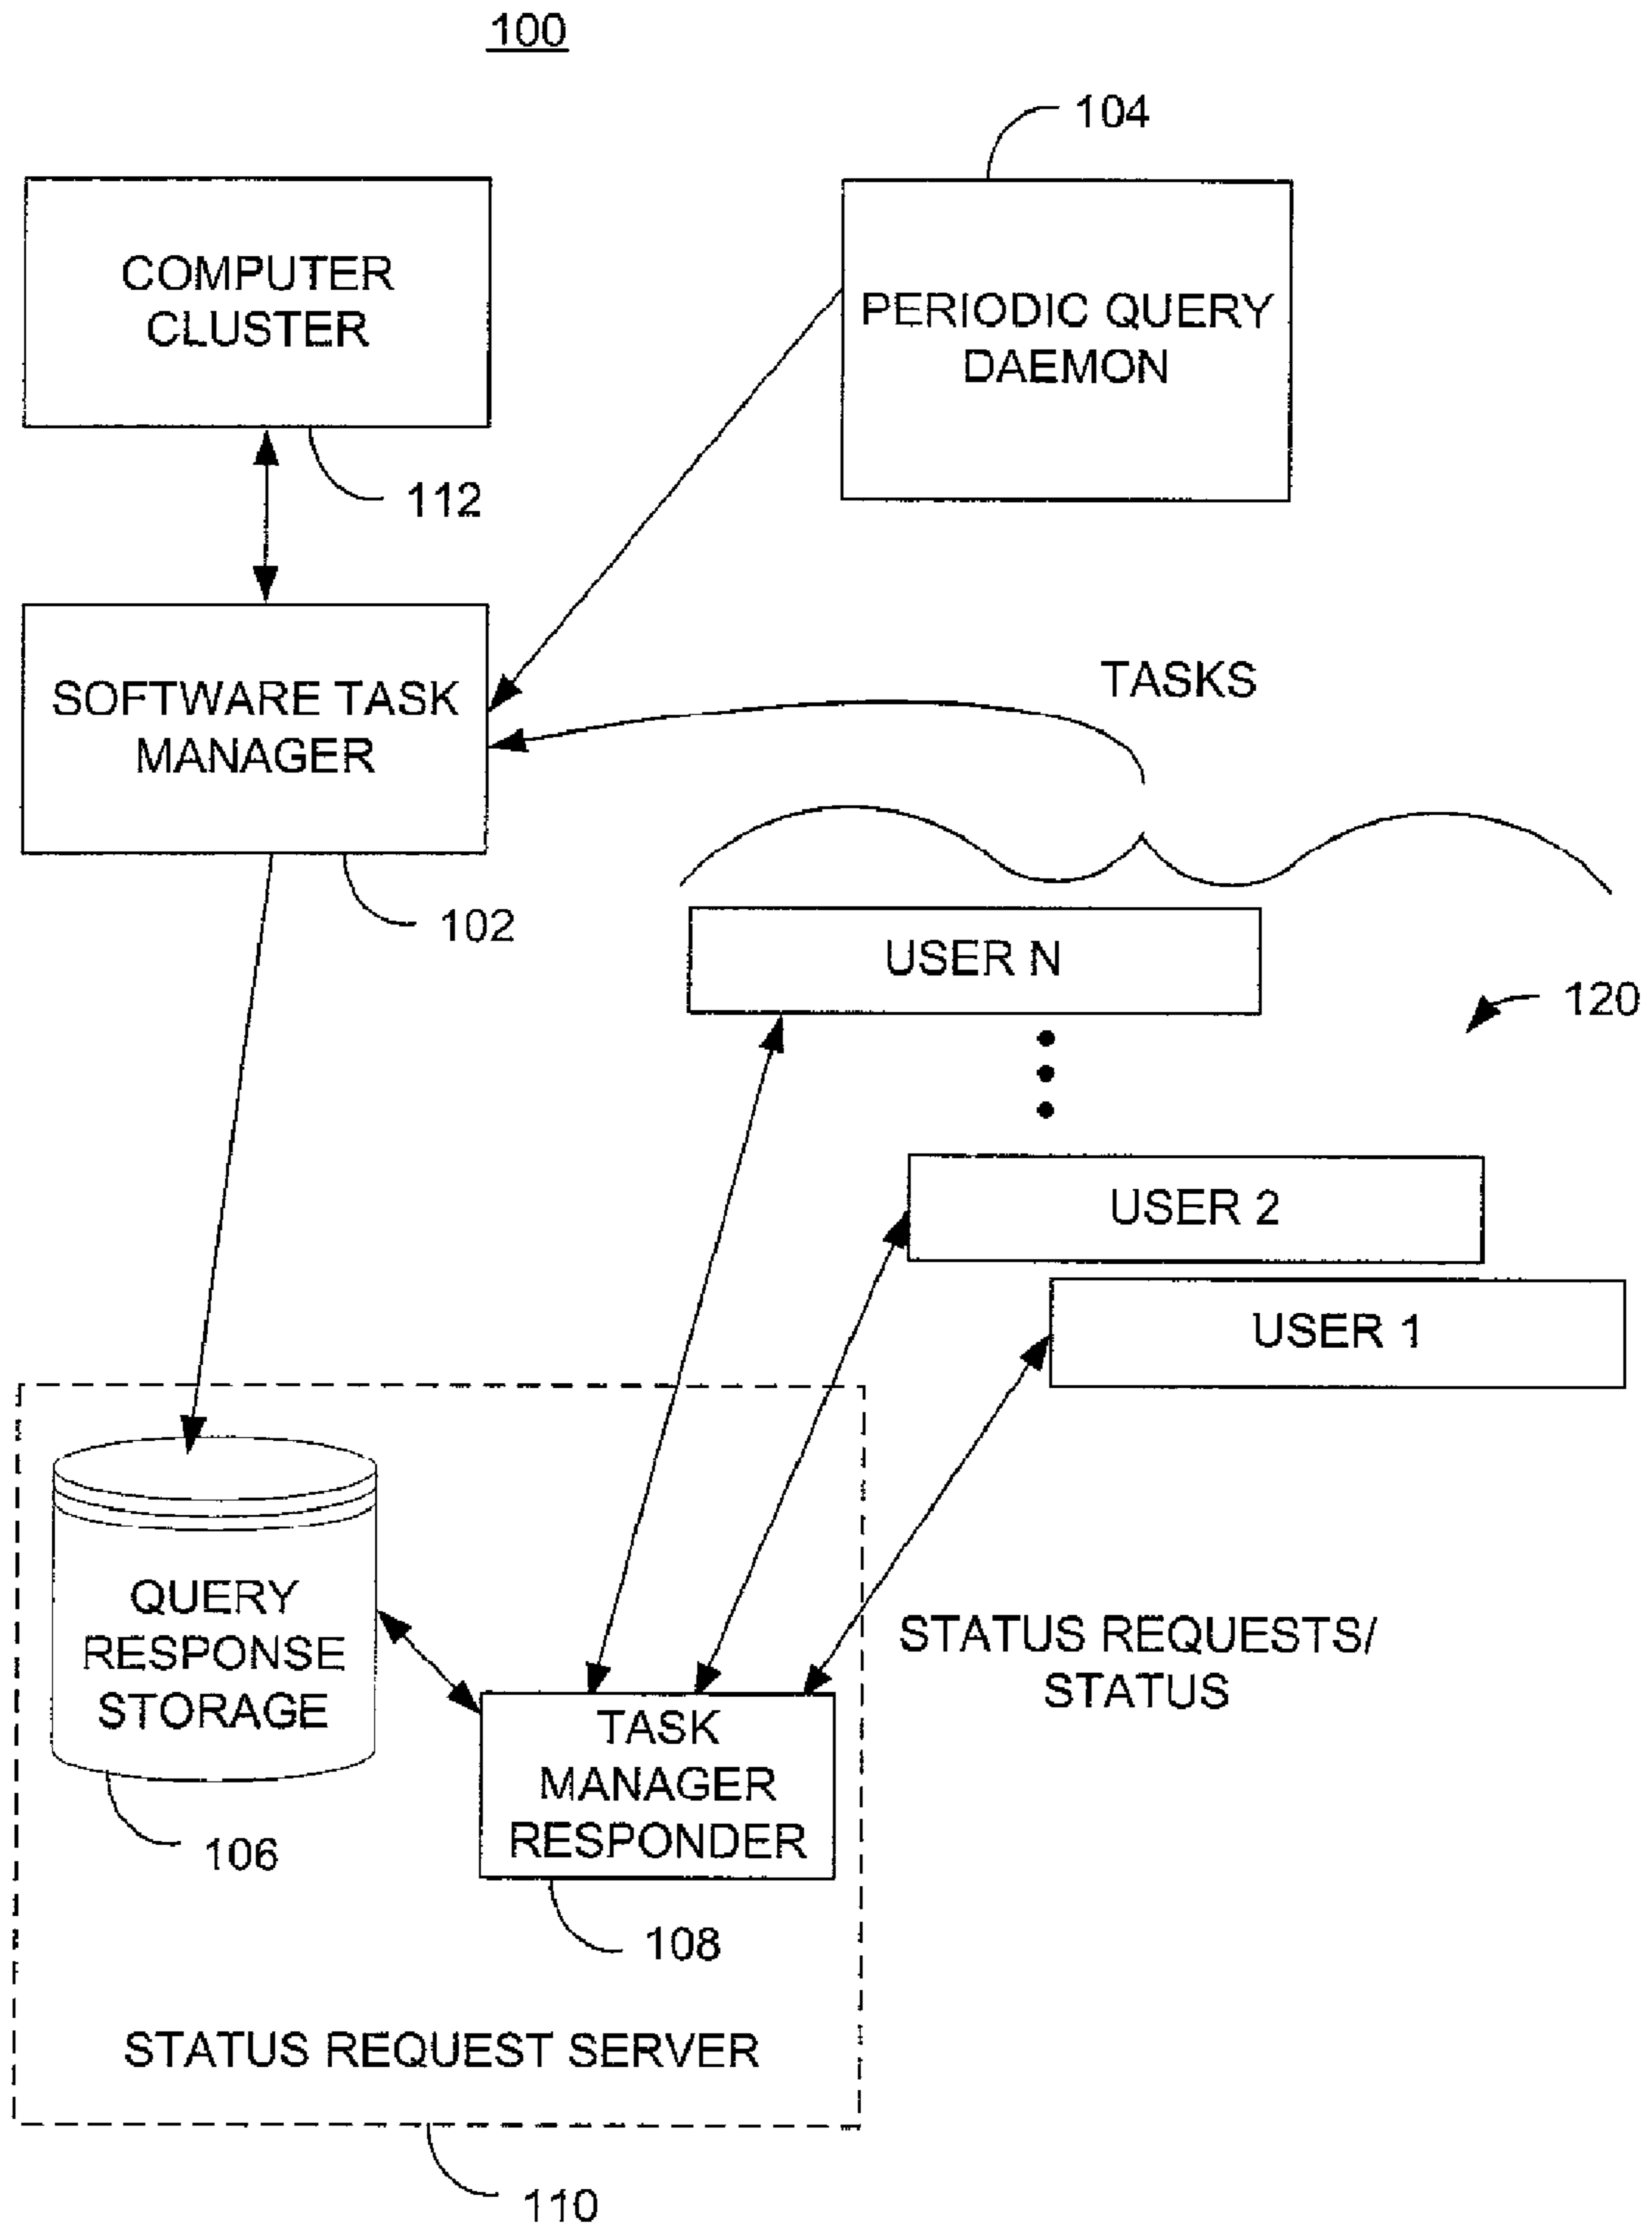 100
104
COMPUTER
CLUSTER
PERIODIC QUERY
DAEMON
112
SOFTWARE TASK
MANAGER
TASKS
102
USER N
120
USER 2
USER 1
QUERY
RESPONSE
STORAGE
STATUS REQUESTS/
STATUS
TASK
MANAGER
RESPONDER
106
108
STATUS REQUEST SERVER
110